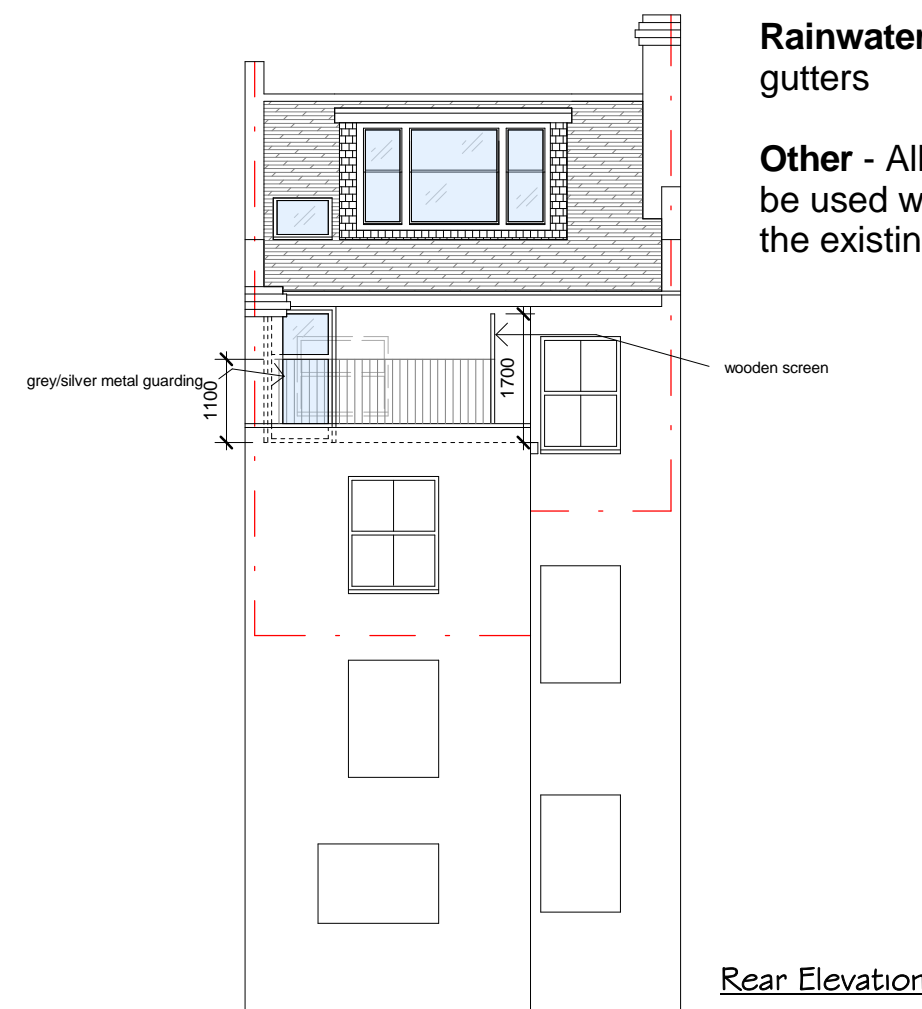 Rainwater
gutters
Other - All
be used w
the existin
grey/silver metal guarding
1100
1700
wooden screen
Rear Elevation